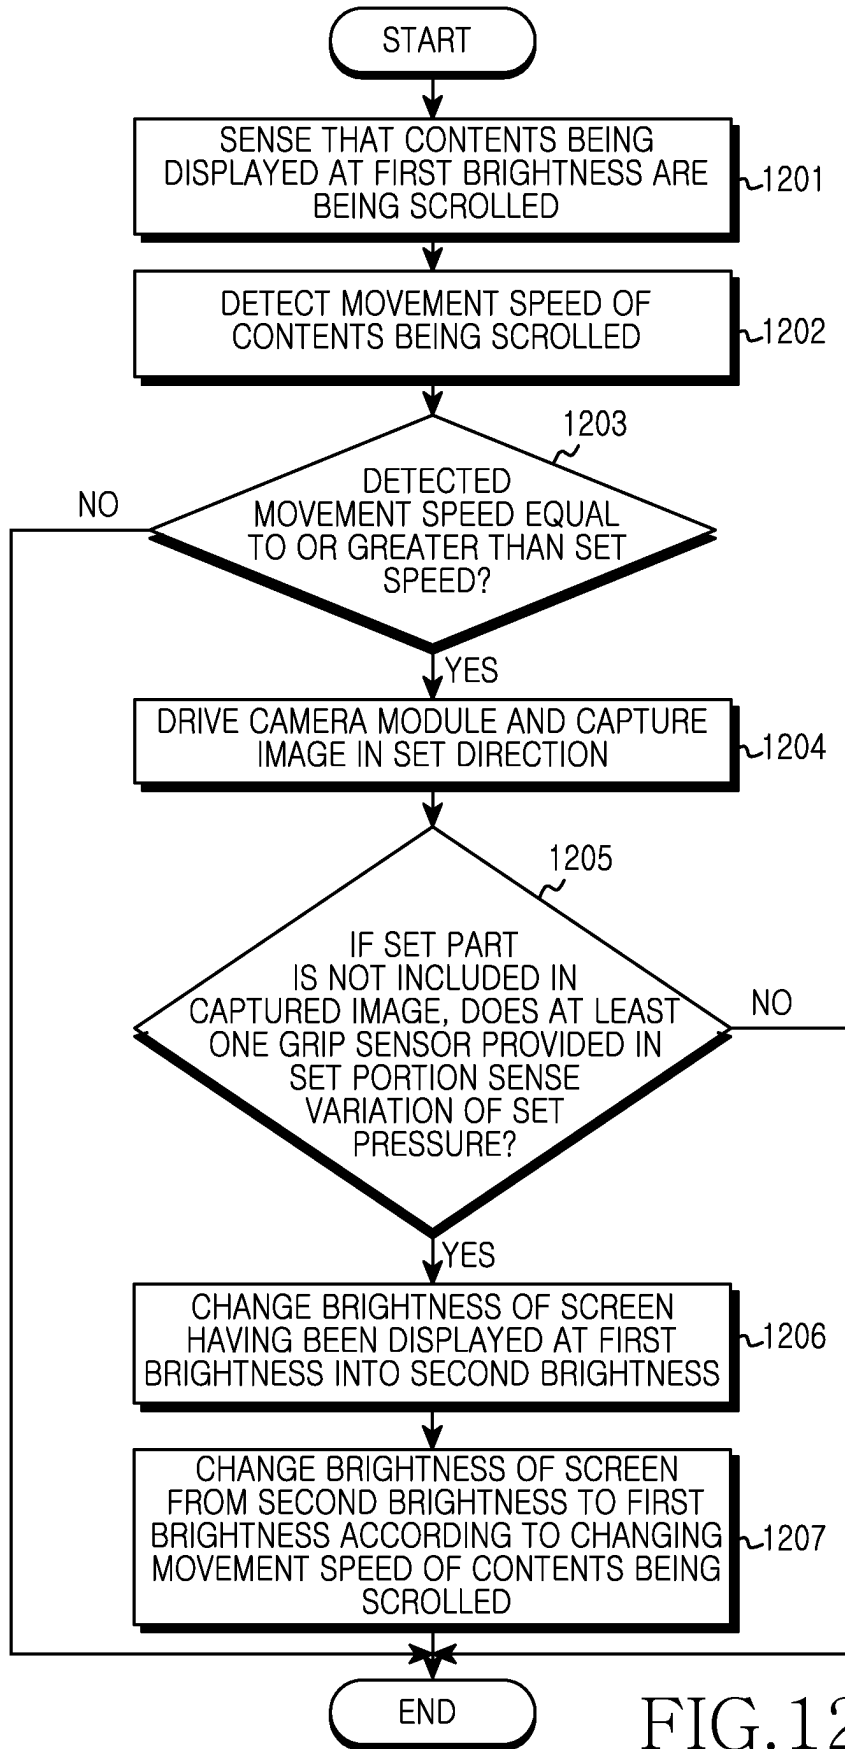 START
SENSE THAT CONTENTS BEING
DISPLAYED AT FIRST BRIGHTNESS ARE
BEING SCROLLED
1201
DETECT MOVEMENT SPEED OF
CONTENTS BEING SCROLLED
1202
1203
DETECTED
MOVEMENT SPEED EQUAL
TO OR GREATER THAN SET
SPEED?
NO
YES
DRIVE CAMERA MODULE AND CAPTURE
IMAGE IN SET DIRECTION
1204
1205
IF SET PART
IS NOT INCLUDED IN
CAPTURED IMAGE, DOES AT LEAST
ONE GRIP SENSOR PROVIDED IN
SET PORTION SENSE
VARIATION OF SET
PRESSURE?
NO
YES
CHANGE BRIGHTNESS OF SCREEN
HAVING BEEN DISPLAYED AT FIRST
BRIGHTNESS INTO SECOND BRIGHTNESS
1206
CHANGE BRIGHTNESS OF SCREEN
FROM SECOND BRIGHTNESS TO FIRST
BRIGHTNESS ACCORDING TO CHANGING
MOVEMENT SPEED OF CONTENTS BEING
SCROLLED
1207
END
FIG.12